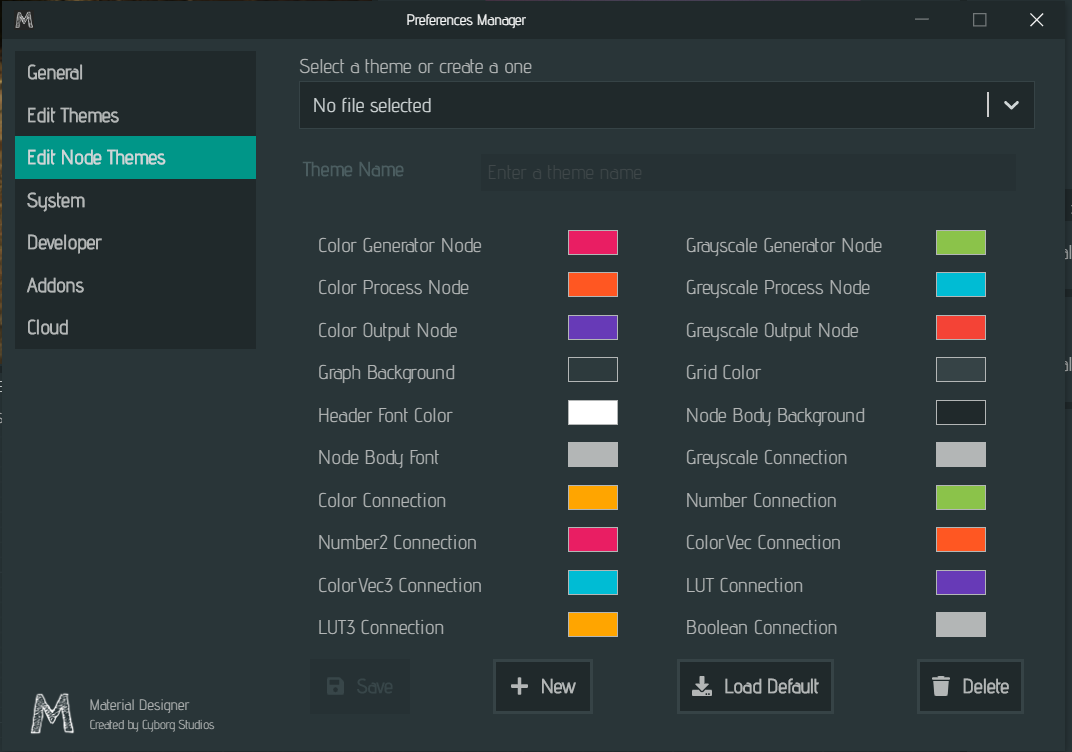 Preferences Manager
General
Edit Themes
Edit Node Themes
System
Developer
Addons
Cloud
Select a theme or create a one
No file selected
Theme Name Enter a theme name
Color Generator Node Grayscale Generator Node
Color Process Node Greyscale Process Node
Color Output Node Greyscale Output Node
Graph Background Grid Color
Header Font Color Node Body Background
Node Body Font Greyscale Connection
Color Connection Number Connection
Number2 Connection ColorVec Connection
ColorVec3 Connection LUT Connection
LUT3 Connection Boolean Connection
Save New Load Default Delete
M Material Designer
Created by Cyborg Studios